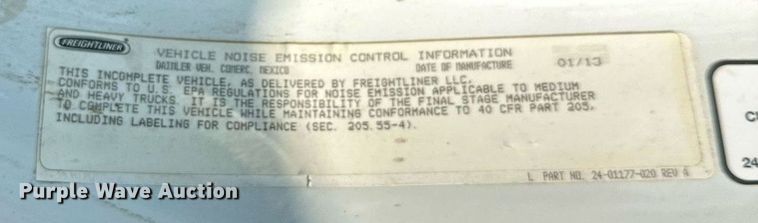 FREIGHTLINER
VEHICLE NOISE EMISSION CONTROL INFORMATION
DAIMLER VEH. COMERC. MEXICO DATE OF MANUFACTURE 01/13
THIS INCOMPLETE VEHICLE, AS DELIVERED BY FREIGHTLINER LLC.
CONFORMS TO U.S. EPA REGULATIONS FOR NOISE EMISSION APPLICABLE TO MEDIUM
AND HEAVY TRUCKS. IT IS THE RESPONSIBILITY OF THE FINAL STAGE MANUFACTURER
TO COMPLETE THIS VEHICLE WHILE MAINTAINING CONFORMANCE TO 40 CFR PART 205,
INCLUDING LABELING FOR COMPLIANCE (SEC. 205.55-4).
L PART NO. 24-01177-020 REV A
24
Purple Wave Auction